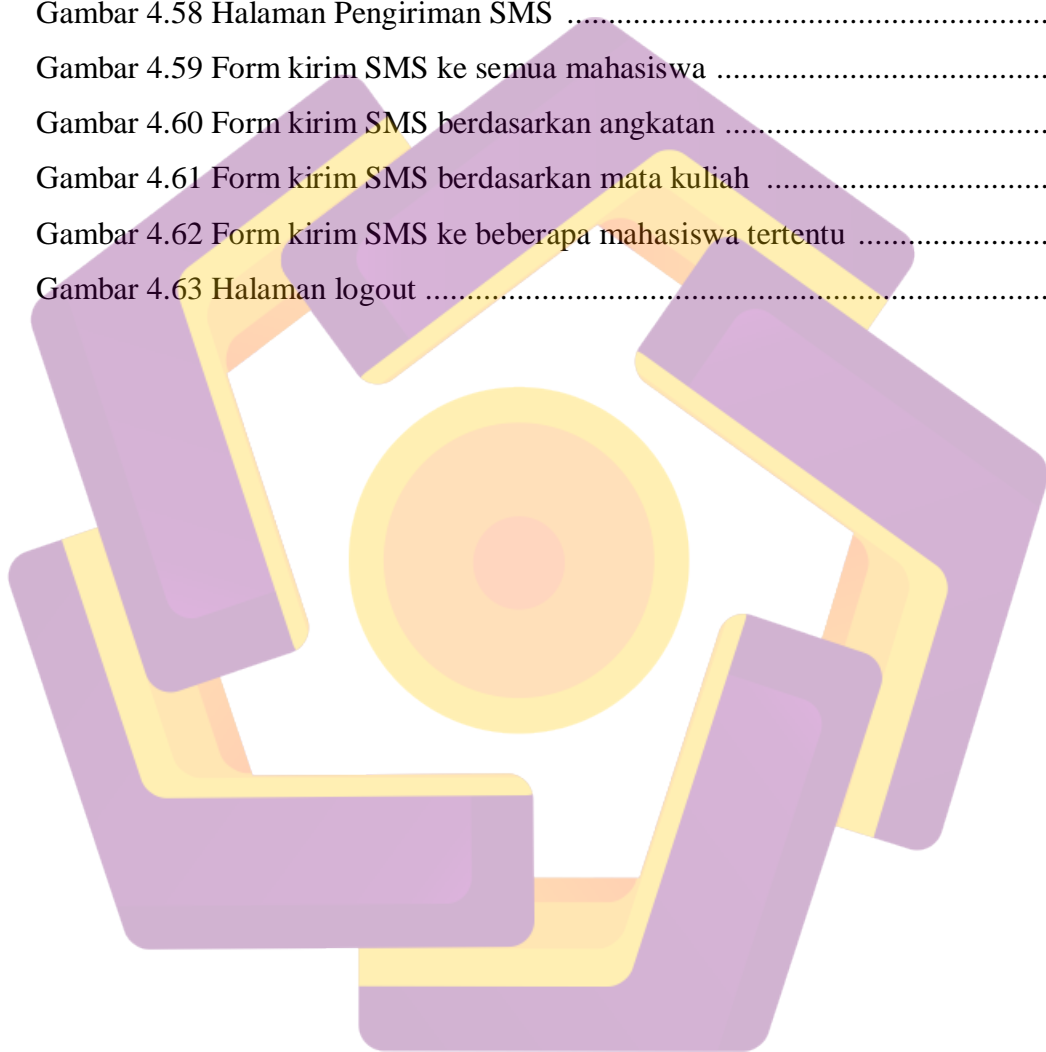 Gambar 4.58 Halaman Pengiriman SMS ......................................................
Gambar 4.59 Form kirim SMS ke semua mahasiswa .....................................
Gambar 4.60 Form kirim SMS berdasarkan angkatan ....................................
Gambar 4.61 Form kirim SMS berdasarkan mata kuliah ...............................
Gambar 4.62 Form kirim SMS ke beberapa mahasiswa tertentu ....................
Gambar 4.63 Halaman logout ........................................................................